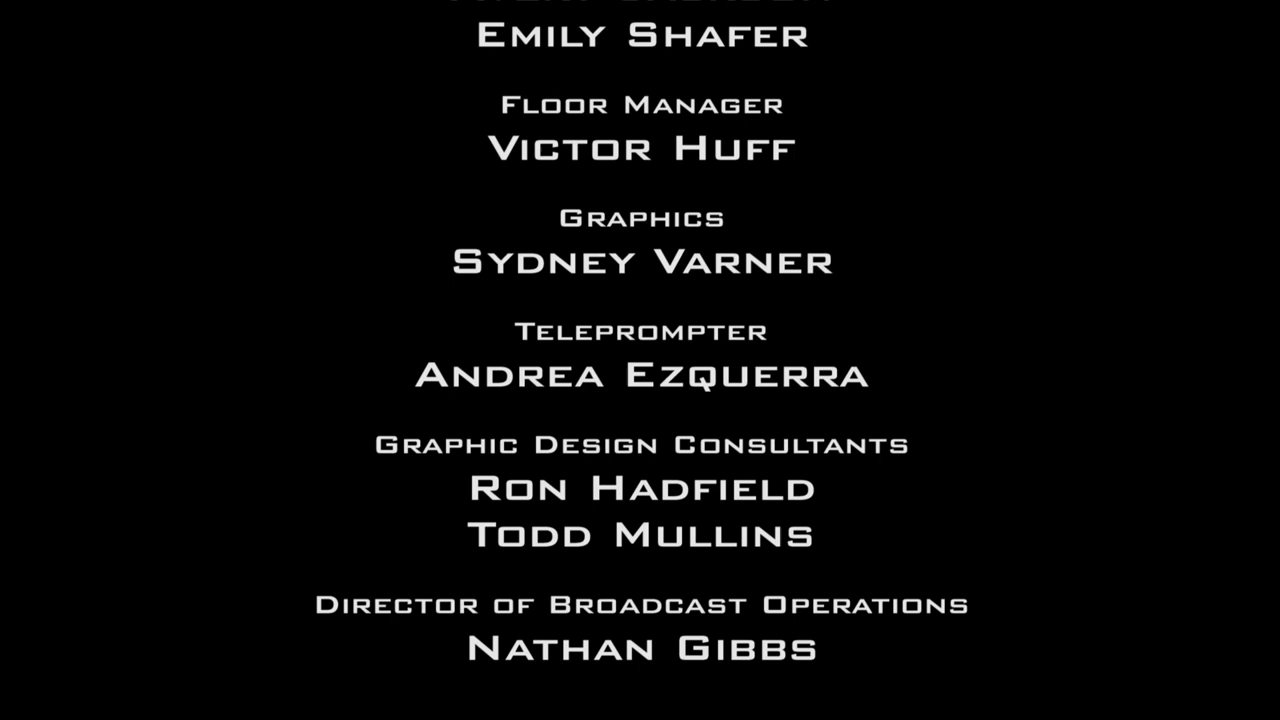 Emily Shafer
Floor Manager
Victor Huff
Graphics
Sydney Varner
Teleprompter
Andrea Ezquerra
Graphic Design Consultants
Ron Hadfield
Todd Mullins
Director of Broadcast Operations
Nathan Gibbs